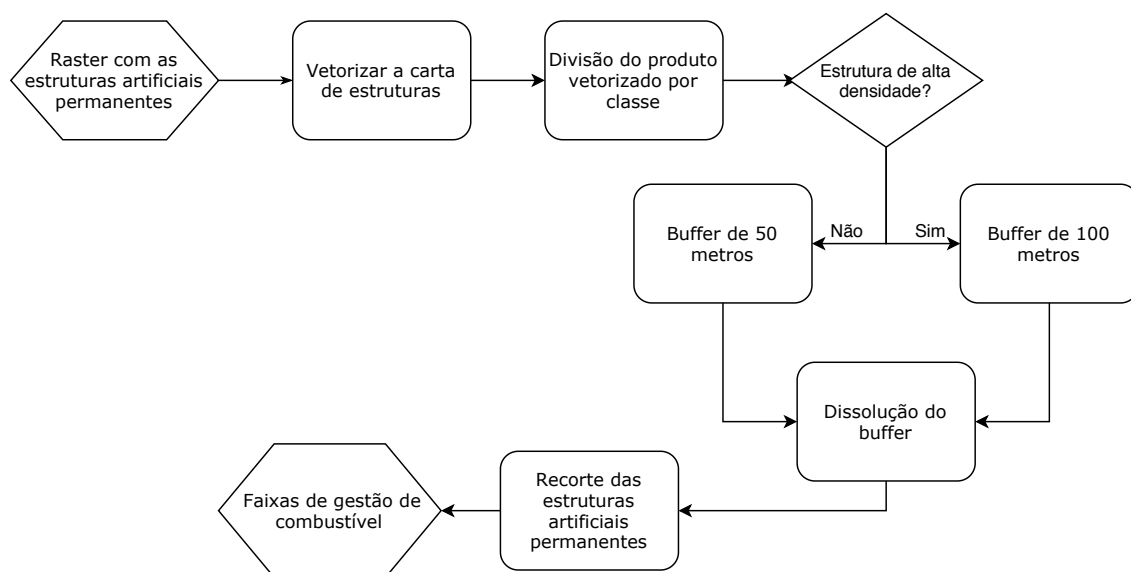 Raster com as
estruturas artificiais
permanentes
Vetorizar a carta
de estruturas
Divisão do produto
vetorizado por
classe
Estrutura de alta
densidade?
Não
Sim
Buffer de 50
metros
Buffer de 100
metros
Dissolução do
buffer
Recorte das
estruturas
artificiais
permanentes
Faixas de gestão de
combustível